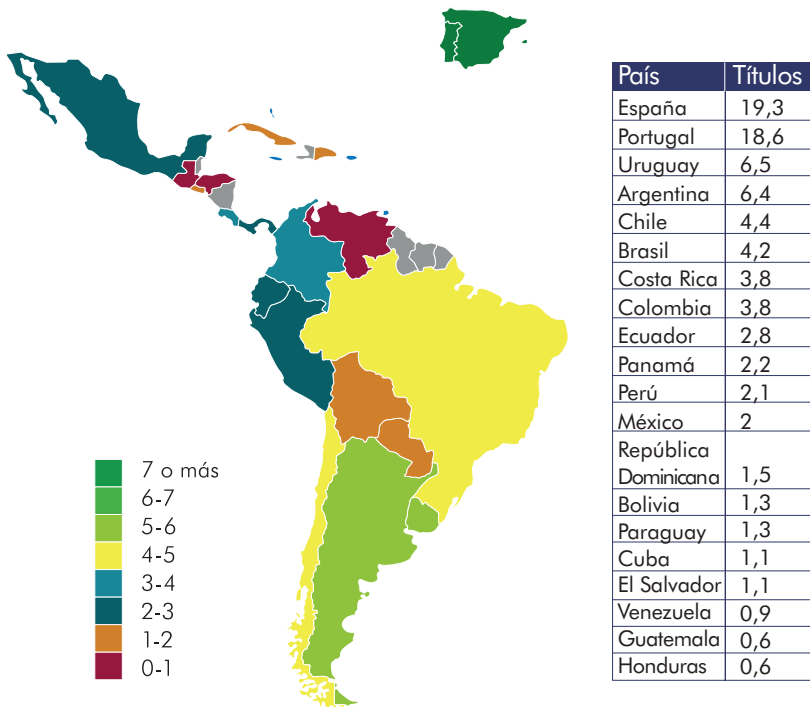 País Títulos
España 19,3
Portugal 18,6
Uruguay 6,5
Argentina 6,4
Chile 4,4
Brasil 4,2
Costa Rica 3,8
Colombia 3,8
Ecuador 2,8
Panamá 2,2
Perú 2,1
México 2
República
Dominicana 1,5
Bolivia 1,3
Paraguay 1,3
Cuba 1,1
El Salvador 1,1
Venezuela 0,9
Guatemala 0,6
Honduras 0,6
7 o más
6-7
5-6
4-5
3-4
2-3
1-2
0-1